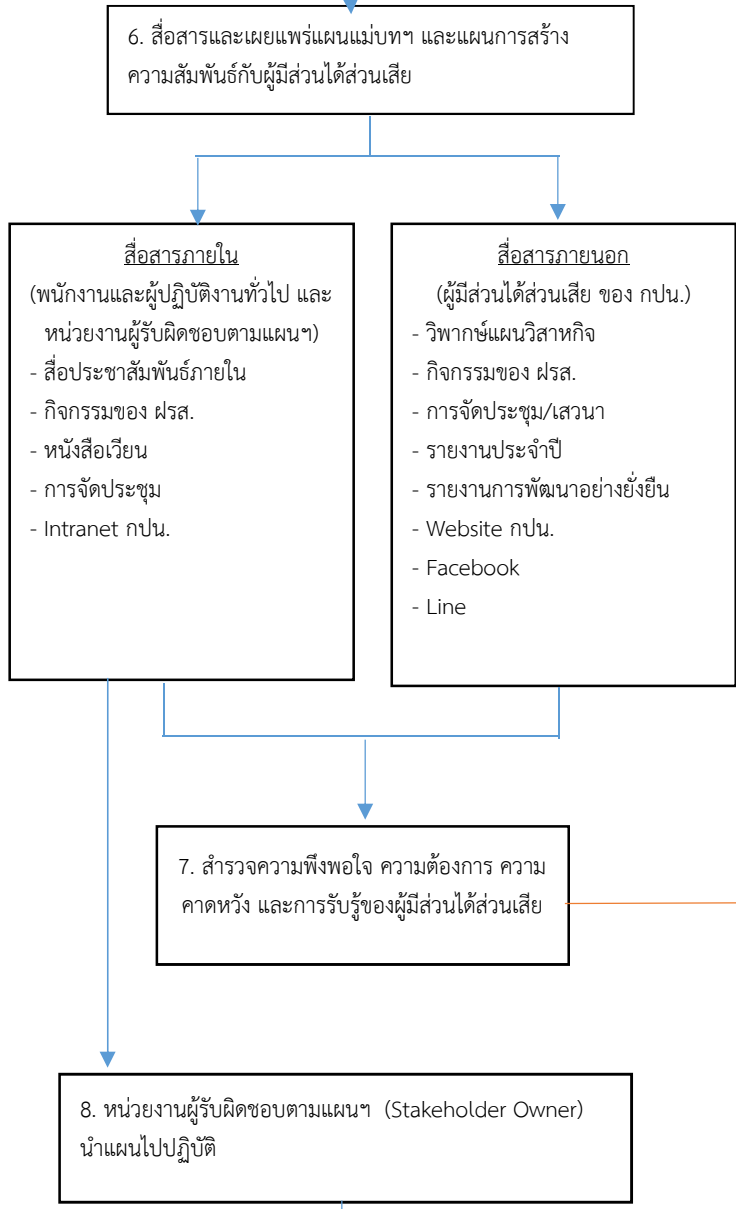 6. สื่อสารและเผยแพร่แผนแม่บทฯ และแผนการสร้าง
ความสัมพันธ์กับผู้มีส่วนได้ส่วนเสีย
สื่อสารภายใน
(พนักงานและผู้ปฏิบัติงานทั่วไป และ
หน่วยงานผู้รับผิดชอบตามแผนฯ)
- สื่อประชาสัมพันธ์ภายใน
- กิจกรรมของ ฝรส.
- หนังสือเวียน
- การจัดประชุม
- Intranet กปน.
สื่อสารภายนอก
(ผู้มีส่วนได้ส่วนเสีย ของ กปน.)
- วิพากษ์แผนวิสาหกิจ
- กิจกรรมของ ฝรส.
- การจัดประชุม/เสวนา
- รายงานประจำปี
- รายงานการพัฒนาอย่างยั่งยืน
- Website กปน.
- Facebook
- Line
7. สำรวจความพึงพอใจ ความต้องการ ความ
คาดหวัง และการรับรู้ของผู้มีส่วนได้ส่วนเสีย
8. หน่วยงานผู้รับผิดชอบตามแผนฯ (Stakeholder Owner)
นำแผนไปปฏิบัติ